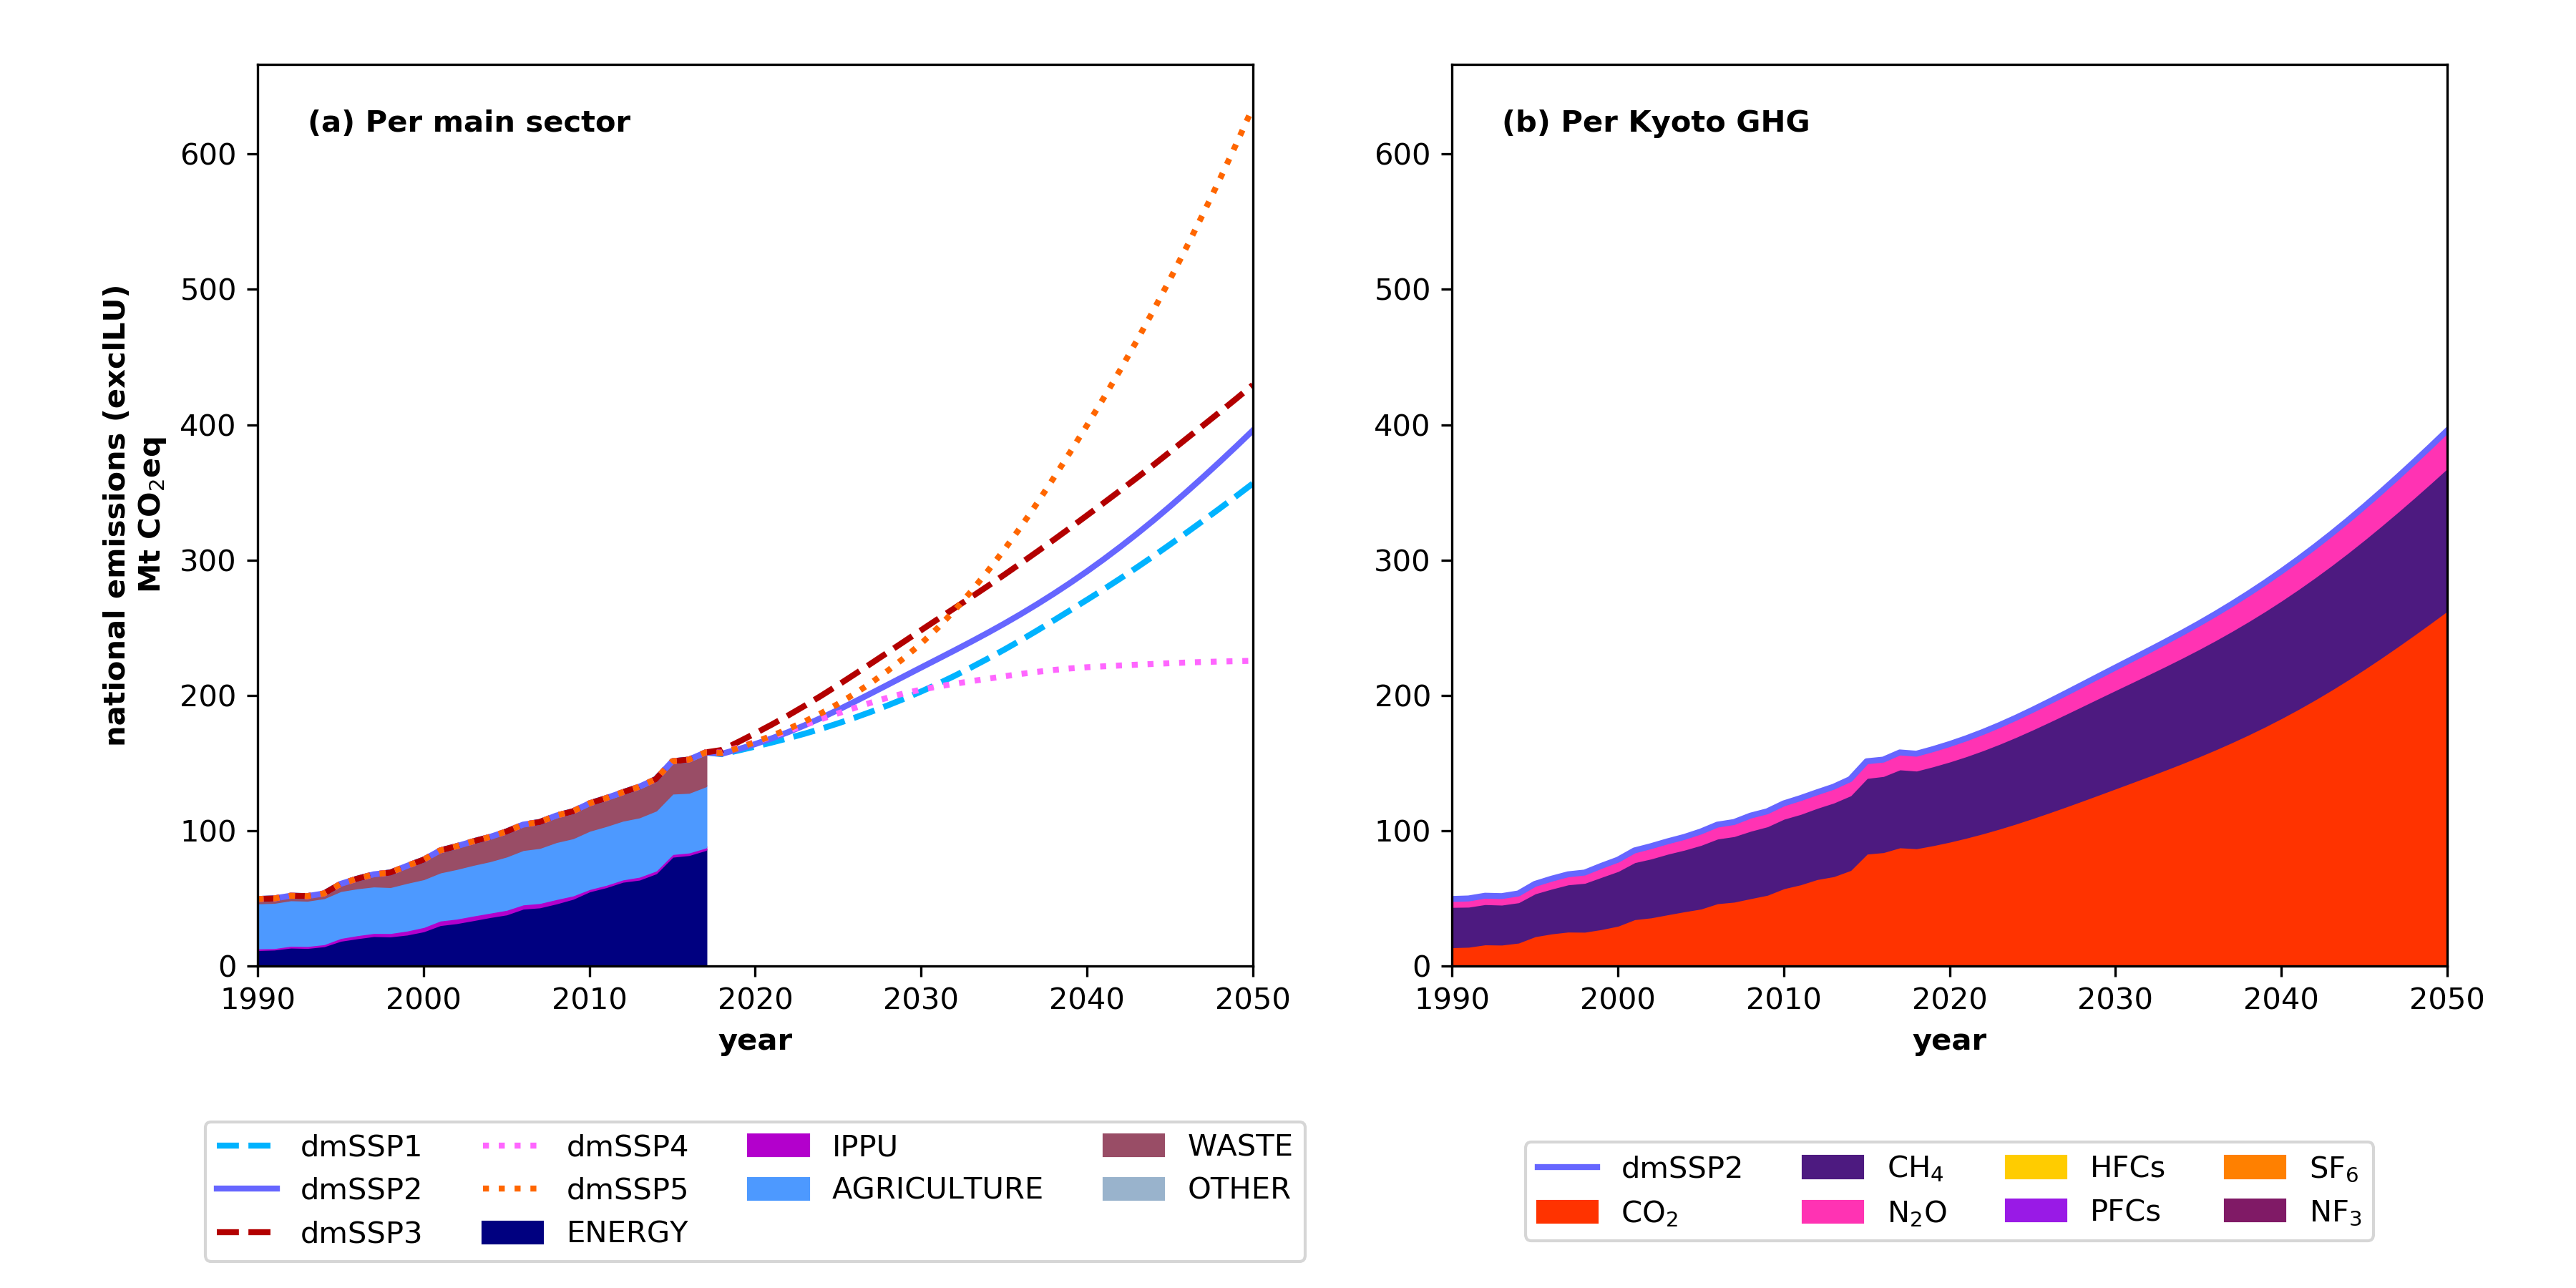 (a) Per main sector
national emissions (exclLU)
Mt CO₂eq
600
500
400
300
200
100
0
1990 2000 2010 2020 2030 2040 2050
year
dmSSP1 dmSSP4 IPPU WASTE
dmSSP2 dmSSP5 AGRICULTURE OTHER
dmSSP3 ENERGY
(b) Per Kyoto GHG
600
500
400
300
200
100
0
1990 2000 2010 2020 2030 2040 2050
year
dmSSP2 CH₄ HFCs SF₆
CO₂ N₂O PFCs NF₃